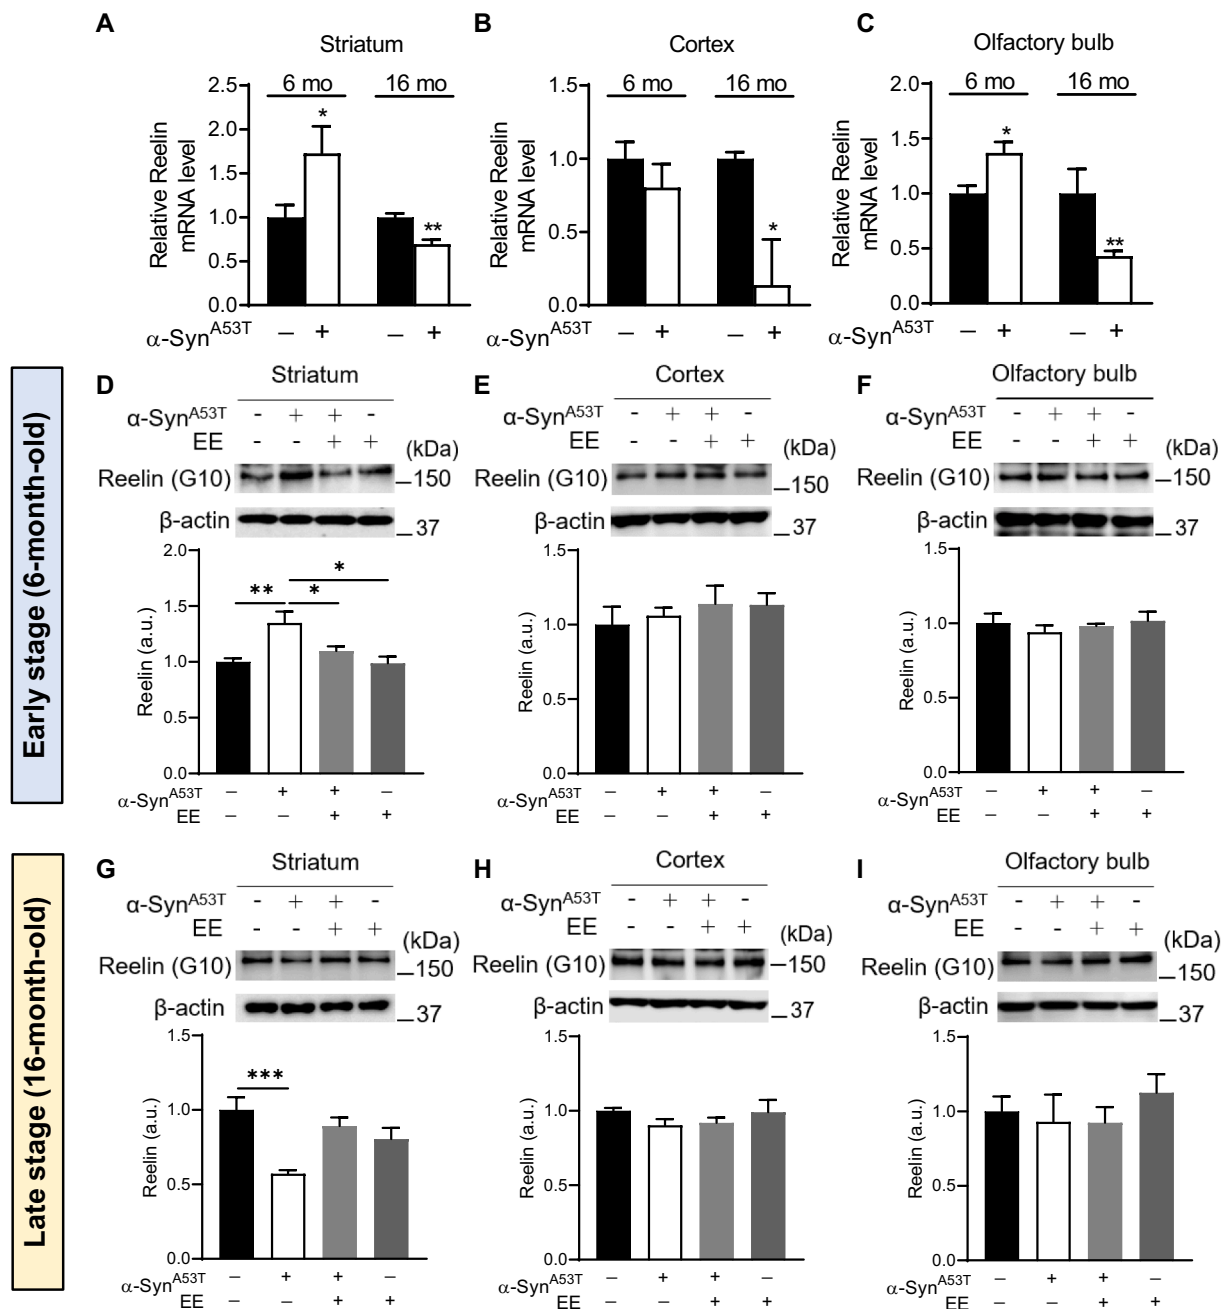 A
B
C
Striatum
Cortex
Olfactory bulb
6 mo 16 mo
6 mo 16 mo
6 mo 16 mo
Relative Reelin
mRNA level
2.5
2.0
1.5
1.0
0.5
0.0
*
**
α-Syn^A53T – + – +
Relative Reelin
mRNA level
1.5
1.0
0.5
0.0
*
– + – +
α-Syn^A53T
Relative Reelin
mRNA level
2.0
1.5
1.0
0.5
0.0
*
**
α-Syn^A53T – + – +
Early stage (6-month-old)
D
Striatum
α-Syn^A53T - + + -
EE - - + +
(kDa)
Reelin (G10) 150
β-actin 37
Reelin (a.u.)
2.0
1.5
1.0
0.5
0.0
** * *
α-Syn^A53T – + + –
EE – – + +
E
Cortex
α-Syn^A53T - + + -
EE - - + +
(kDa)
Reelin (G10) 150
β-actin 37
Reelin (a.u.)
1.5
1.0
0.5
0.0
α-Syn^A53T – + + –
EE – – + +
F
Olfactory bulb
α-Syn^A53T - + + -
EE - - + +
(kDa)
Reelin (G10) 150
β-actin 37
Reelin (a.u.)
1.5
1.0
0.5
0.0
α-Syn^A53T – + + –
EE – – + +
Late stage (16-month-old)
G
Striatum
α-Syn^A53T - + + -
EE - - + +
(kDa)
Reelin (G10) 150
β-actin 37
Reelin (a.u.)
1.5
1.0
0.5
0.0
***
α-Syn^A53T – + + –
EE – – + +
H
Cortex
α-Syn^A53T - + + -
EE - - + +
(kDa)
Reelin (G10) 150
β-actin 37
Reelin (a.u.)
1.5
1.0
0.5
0.0
α-Syn^A53T – + + –
EE – – + +
I
Olfactory bulb
α-Syn^A53T - + + -
EE - - + +
(kDa)
Reelin (G10) 150
β-actin 37
Reelin (a.u.)
1.5
1.0
0.5
0.0
α-Syn^A53T – + + –
EE – – + +